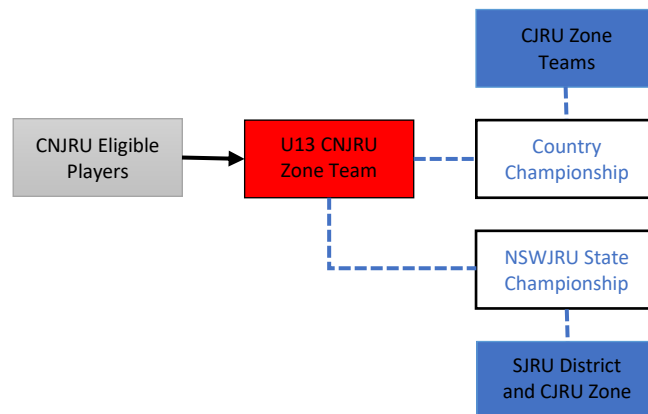 CJRU Zone
Teams
CNJRU Eligible
Players
U13 CNJRU
Zone Team
Country
Championship
NSWJRU State
Championship
SJRU District
and CJRU Zone